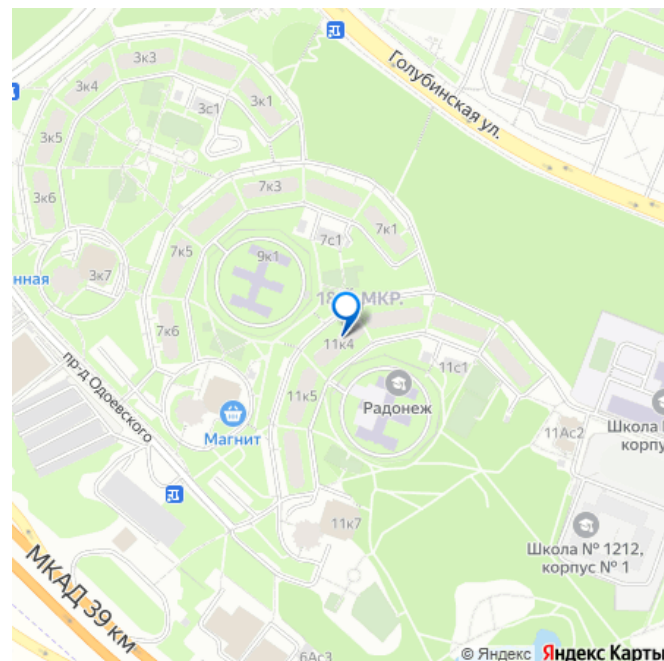 3к3
3к4
3к1
3с1
3к5
Голубинская ул.
3к6
7к3
7к1
7с1
7к5
9к1
3к7
нная
18-й МКР.
7к6
11к4
пр-д Одоевского
11к5
11с1
Радонеж
Магнит
11Ас2
Школа №
корпу
11к7
Школа № 1212,
корпус № 1
МКАД 39 км
6Ас3
© Яндекс Яндекс Карты